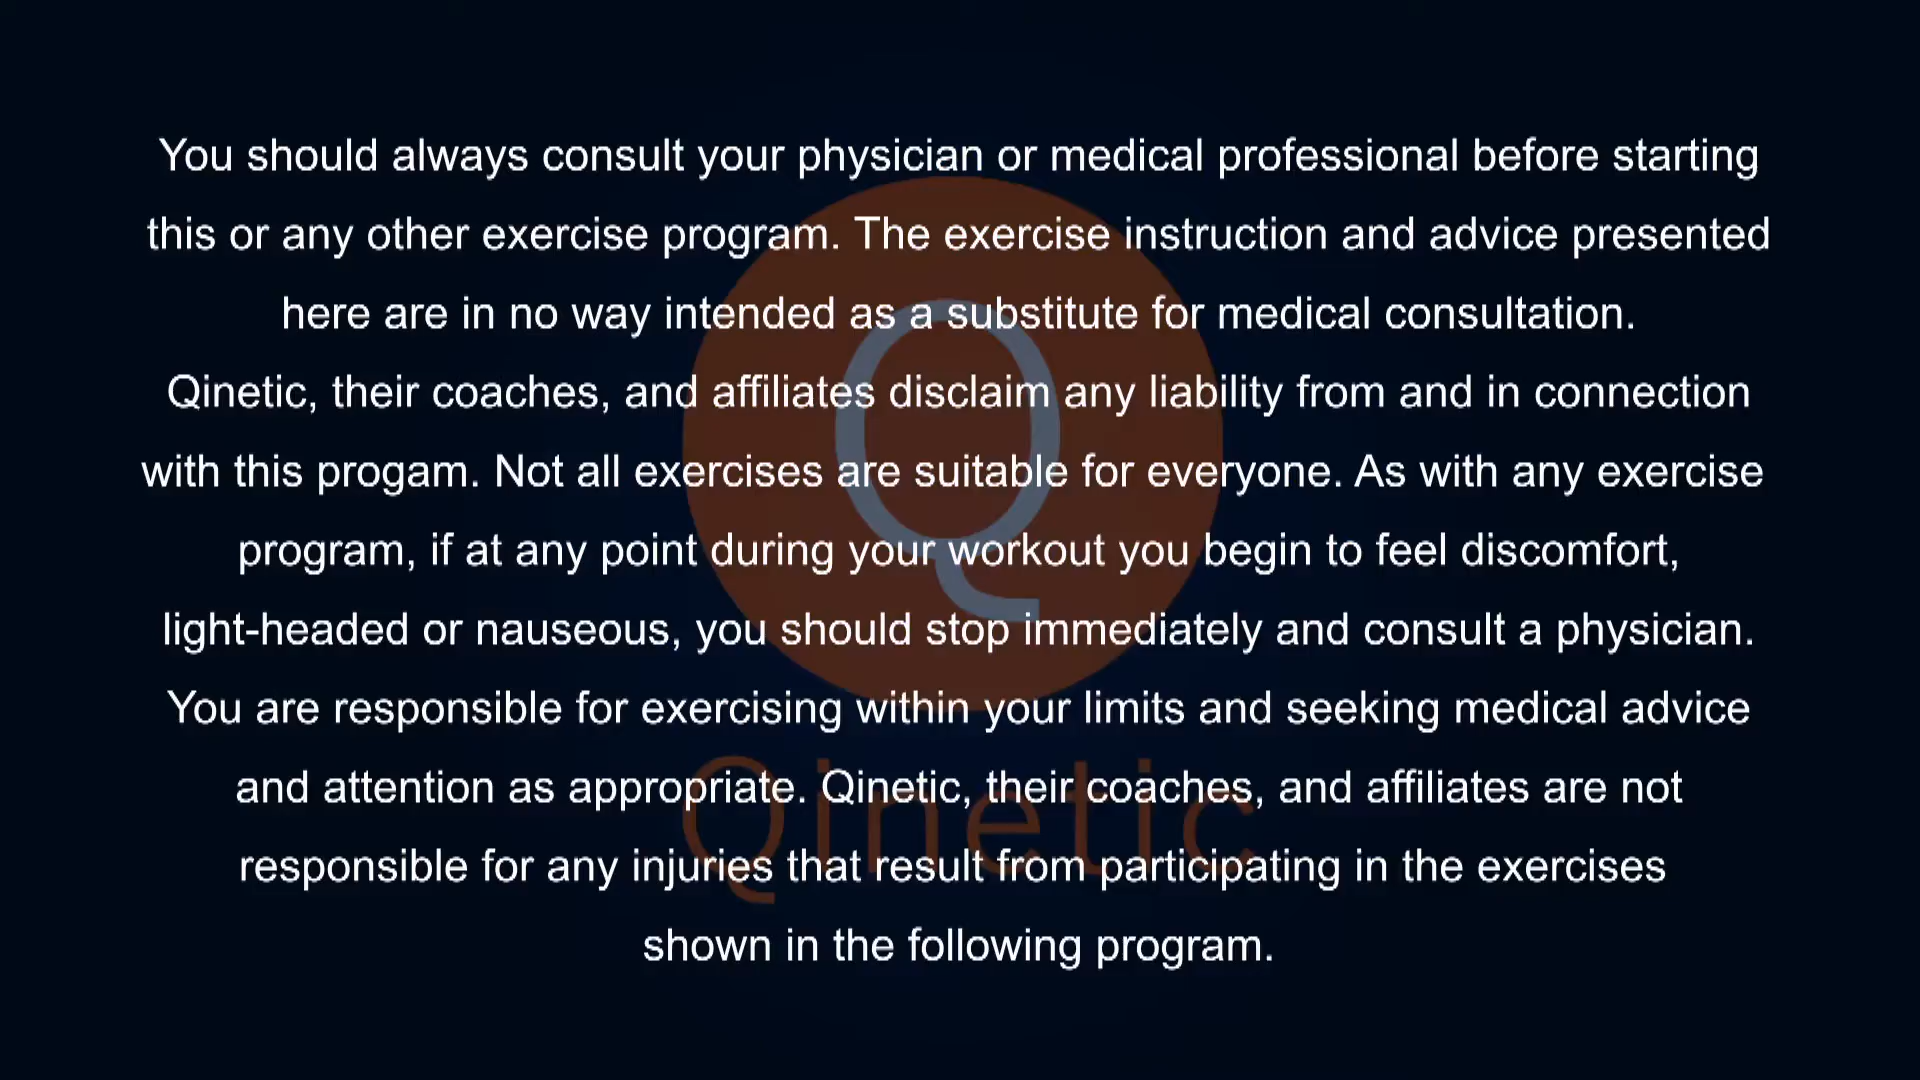 You should always consult your physician or medical professional before starting
this or any other exercise program. The exercise instruction and advice presented
here are in no way intended as a substitute for medical consultation.
Qinetic, their coaches, and affiliates disclaim any liability from and in connection
with this progam. Not all exercises are suitable for everyone. As with any exercise
program, if at any point during your workout you begin to feel discomfort,
light-headed or nauseous, you should stop immediately and consult a physician.
You are responsible for exercising within your limits and seeking medical advice
and attention as appropriate. Qinetic, their coaches, and affiliates are not
responsible for any injuries that result from participating in the exercises
shown in the following program.
Q
Qinetic